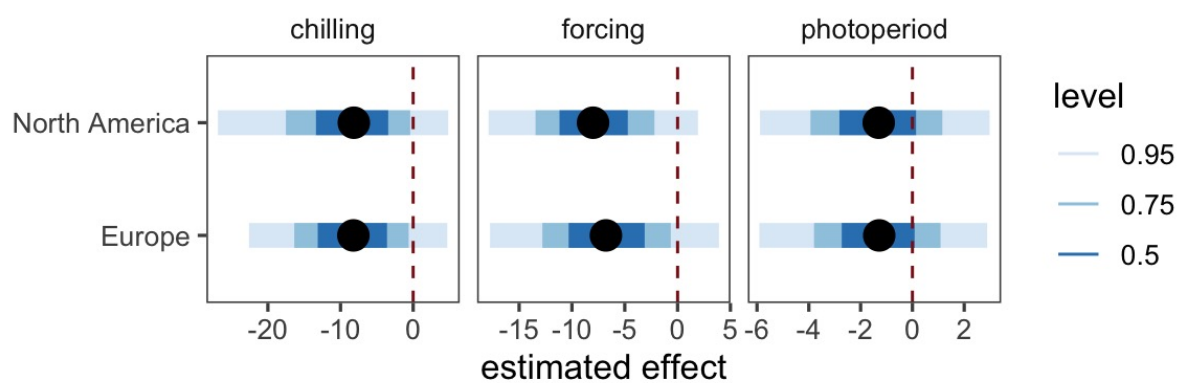 chilling forcing photoperiod
North America
Europe
level
0.95
0.75
0.5
-20 -10 0 -15 -10 -5 0 5 -6 -4 -2 0 2
estimated effect